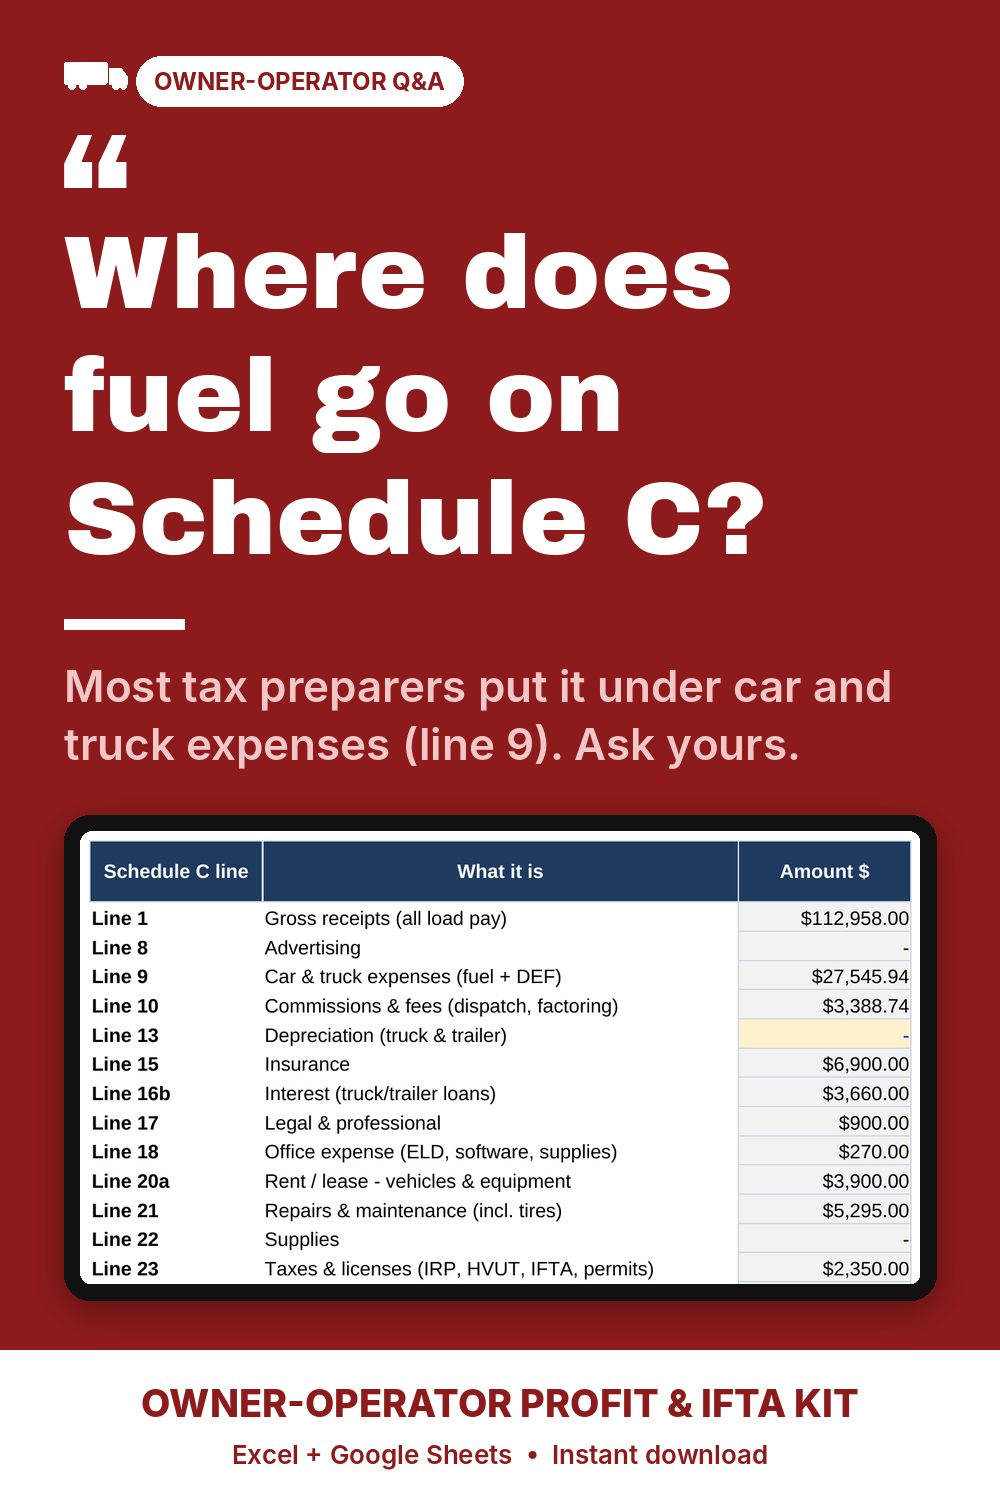 OWNER-OPERATOR Q&A
“
Where does
fuel go on
Schedule C?
Most tax preparers put it under car and
truck expenses (line 9). Ask yours.
Schedule C line What it is Amount $
Line 1 Gross receipts (all load pay) $112,958.00
Line 8 Advertising -
Line 9 Car & truck expenses (fuel + DEF) $27,545.94
Line 10 Commissions & fees (dispatch, factoring) $3,388.74
Line 13 Depreciation (truck & trailer) -
Line 15 Insurance $6,900.00
Line 16b Interest (truck/trailer loans) $3,660.00
Line 17 Legal & professional $900.00
Line 18 Office expense (ELD, software, supplies) $270.00
Line 20a Rent / lease - vehicles & equipment $3,900.00
Line 21 Repairs & maintenance (incl. tires) $5,295.00
Line 22 Supplies -
Line 23 Taxes & licenses (IRP, HVUT, IFTA, permits) $2,350.00
OWNER-OPERATOR PROFIT & IFTA KIT
Excel + Google Sheets • Instant download